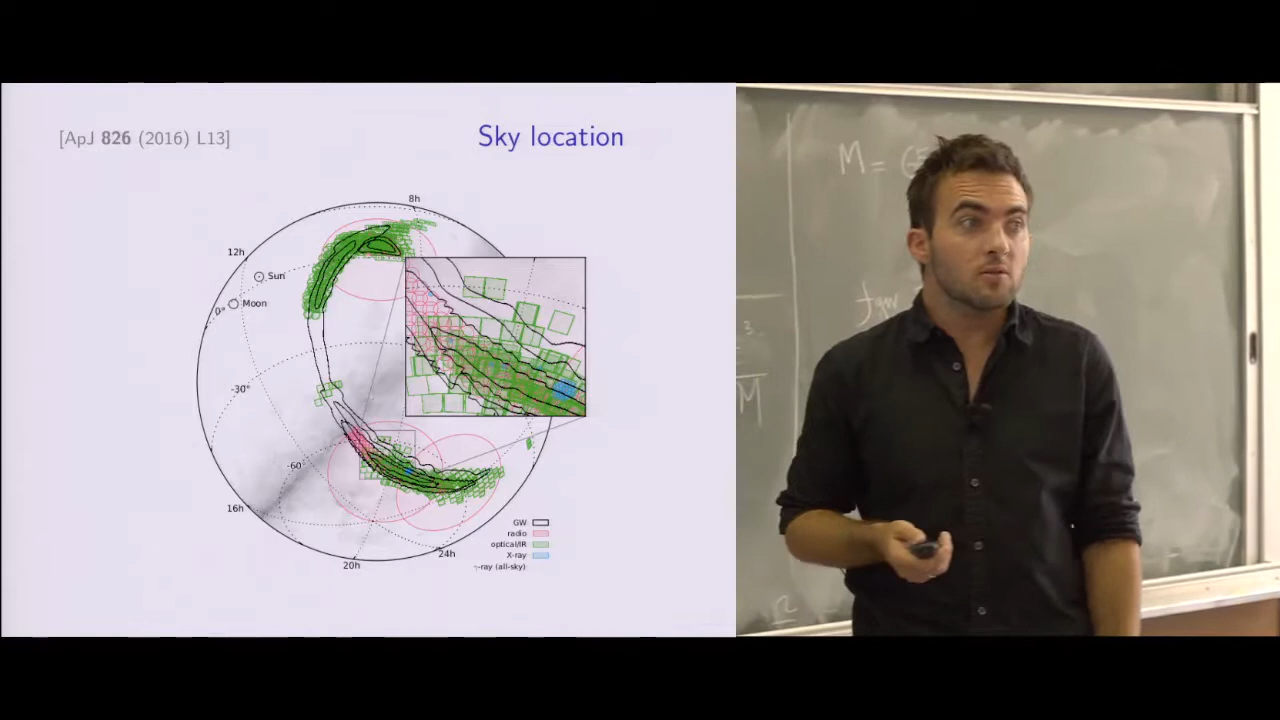 [ApJ 826 (2016) L13]
Sky location
8h
12h
Sun
0°
Moon
-30°
-60°
16h
20h
24h
GW
radio
optical/IR
X-ray
γ-ray (all-sky)
M =
3
M